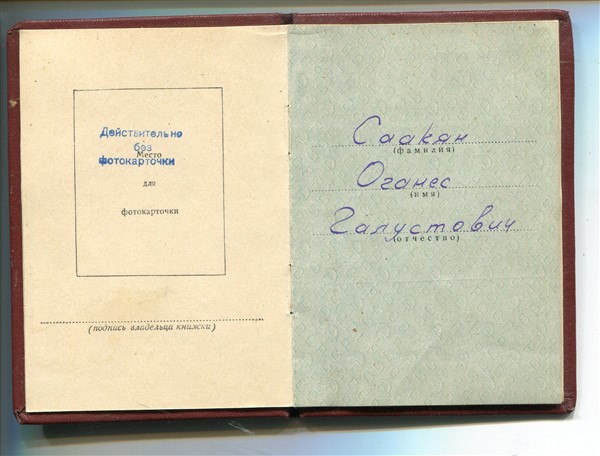 Действительно
без
фотокарточки
Место
для
фотокарточки
(подпись владельца книжки)
Саакян
(фамилия)
Оганес
(имя)
Галустович
(отчество)